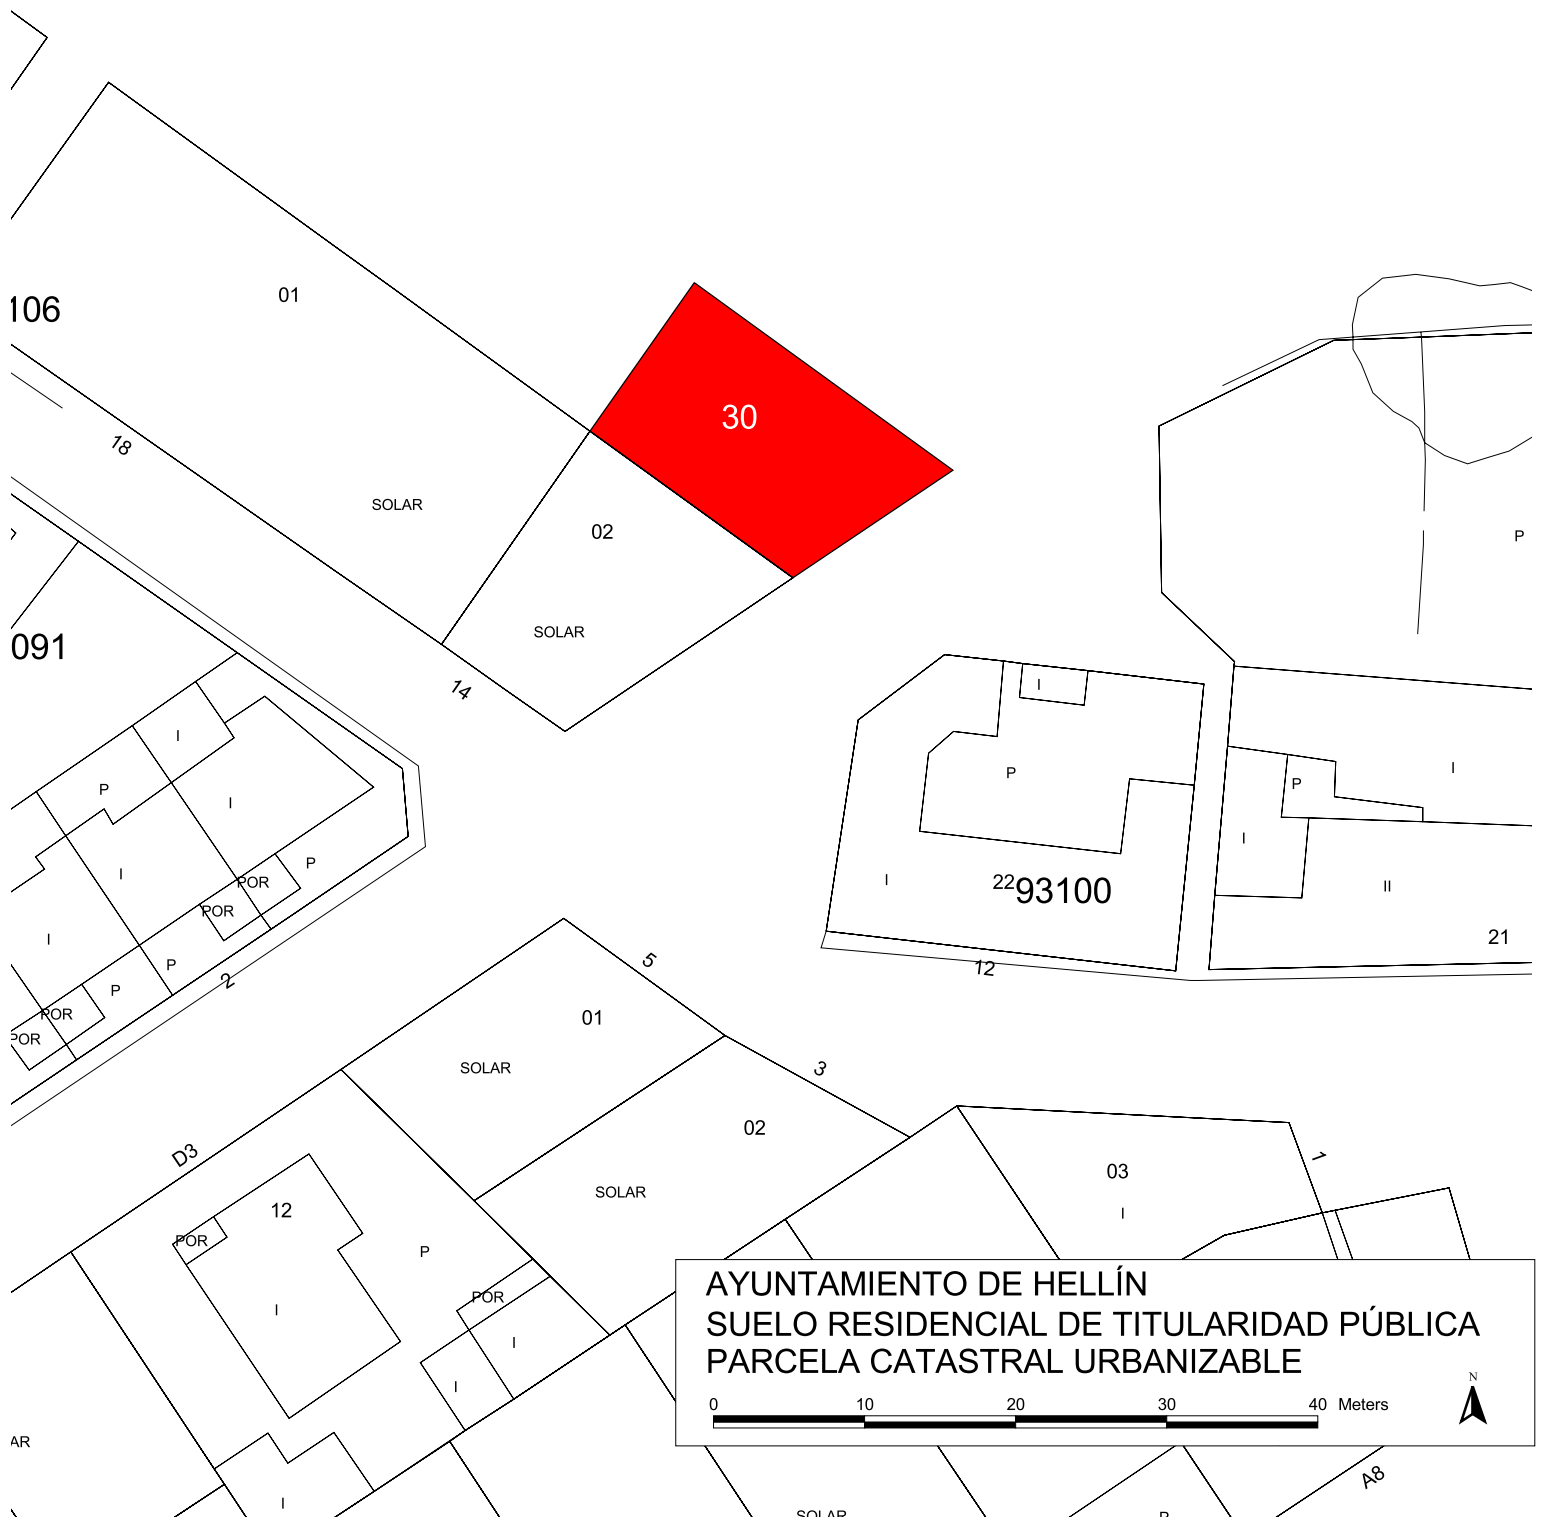 01
106
30
18
SOLAR
02
P
SOLAR
091
14
I
I
P
P
I
P
I
I
I
P
I
POR
I
22
93100
II
POR
21
I
P
12
5
2
P
POR
01
POR
SOLAR
3
02
D3
1
03
SOLAR
12
I
POR
P
POR
I
I
I
AR
I
AYUNTAMIENTO DE HELLÍN
SUELO RESIDENCIAL DE TITULARIDAD PÚBLICA
PARCELA CATASTRAL URBANIZABLE
N
0 10 20 30 40 Meters
A8
SOLAR
P